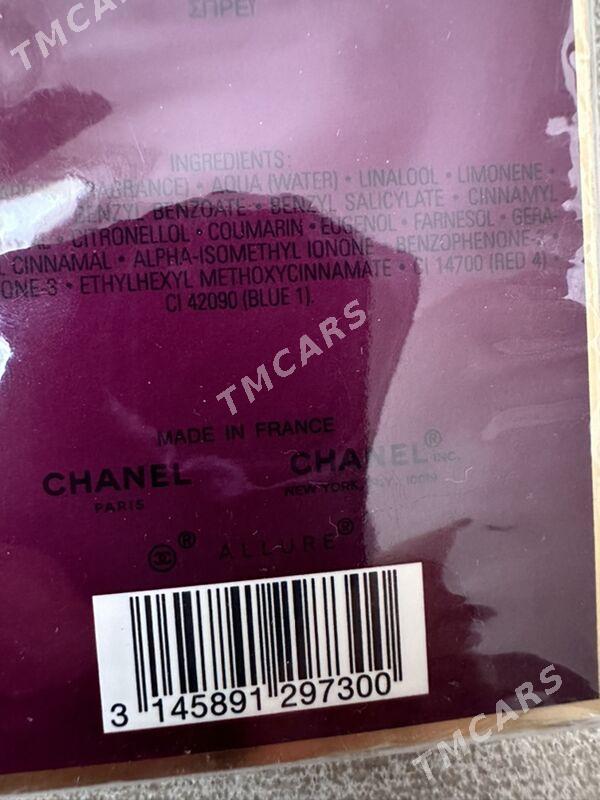 TMCARS
ΣΠΡΕΫ
INGREDIENTS:
(FRAGRANCE) • AQUA (WATER) • LINALOOL • LIMONENE •
BENZYL BENZOATE • BENZYL SALICYLATE • CINNAMYL
• CITRONELLOL • COUMARIN • EUGENOL • FARNESOL • GERA-
CINNAMAL • ALPHA-ISOMETHYL IONONE • BENZOPHENONE-
ONE-3 • ETHYLHEXYL METHOXYCINNAMATE • CI 14700 (RED 4) •
CI 42090 (BLUE 1).
TMCARS
MADE IN FRANCE
CHANEL CHANEL® INC.
PARIS NEW YORK, N.Y.
® ALLURE®
3 145891 297300
TMCARS